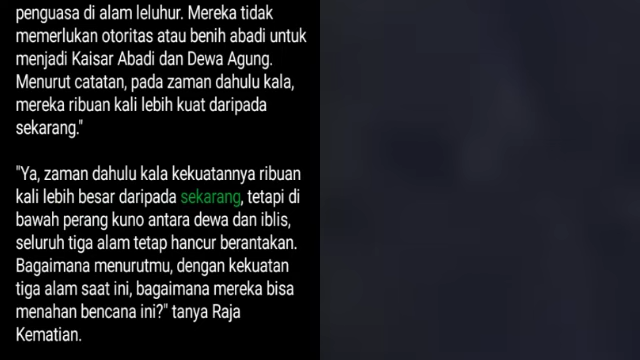 penguasa di alam leluhur. Mereka tidak
memerlukan otoritas atau benih abadi untuk
menjadi Kaisar Abadi dan Dewa Agung.
Menurut catatan, pada zaman dahulu kala,
mereka ribuan kali lebih kuat daripada
sekarang."
"Ya, zaman dahulu kala kekuatannya ribuan
kali lebih besar daripada sekarang, tetapi di
bawah perang kuno antara dewa dan iblis,
seluruh tiga alam tetap hancur berantakan.
Bagaimana menurutmu, dengan kekuatan
tiga alam saat ini, bagaimana mereka bisa
menahan bencana ini?" tanya Raja
Kematian.